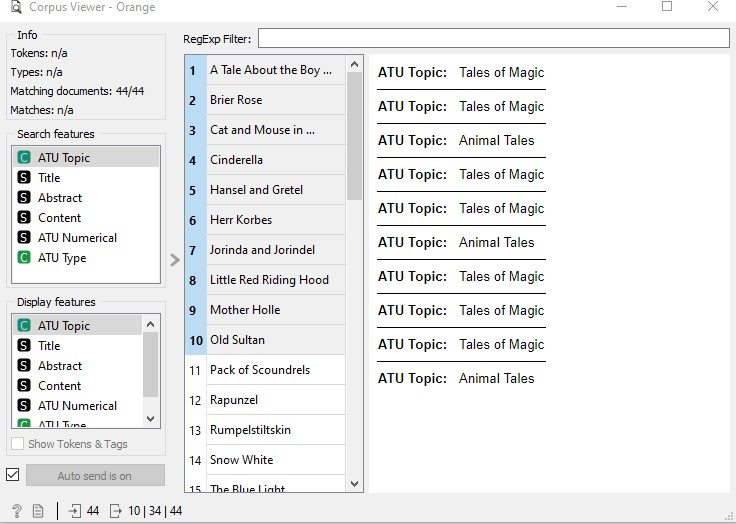 Corpus Viewer - Orange
Info
Tokens: n/a
Types: n/a
Matching documents: 44/44
Matches: n/a
Search features
C ATU Topic
S Title
S Abstract
S Content
S ATU Numerical
C ATU Type
Display features
C ATU Topic
S Title
S Abstract
S Content
S ATU Numerical
C ATU Type
Show Tokens & Tags
Auto send is on
RegExp Filter:
1 A Tale About the Boy ...
2 Brier Rose
3 Cat and Mouse in ...
4 Cinderella
5 Hansel and Gretel
6 Herr Korbes
7 Jorinda and Jorindel
8 Little Red Riding Hood
9 Mother Holle
10 Old Sultan
11 Pack of Scoundrels
12 Rapunzel
13 Rumpelstiltskin
14 Snow White
15 The Blue Light
ATU Topic: Tales of Magic
ATU Topic: Tales of Magic
ATU Topic: Animal Tales
ATU Topic: Tales of Magic
ATU Topic: Tales of Magic
ATU Topic: Animal Tales
ATU Topic: Tales of Magic
ATU Topic: Tales of Magic
ATU Topic: Tales of Magic
ATU Topic: Animal Tales
? 44 10 | 34 | 44